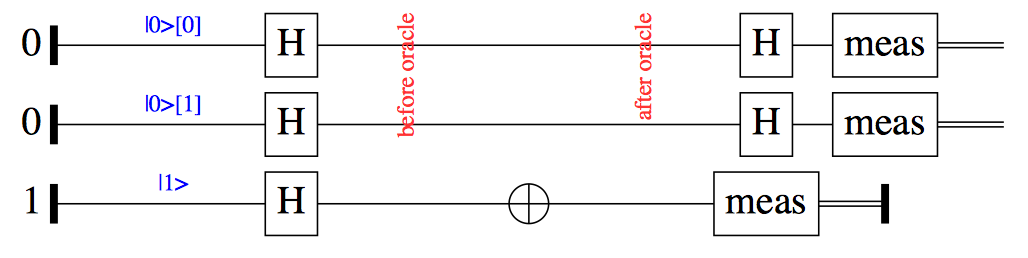 0 |0>[0] H before oracle after oracle H meas
0 |0>[1] H H meas
1 |1> H meas